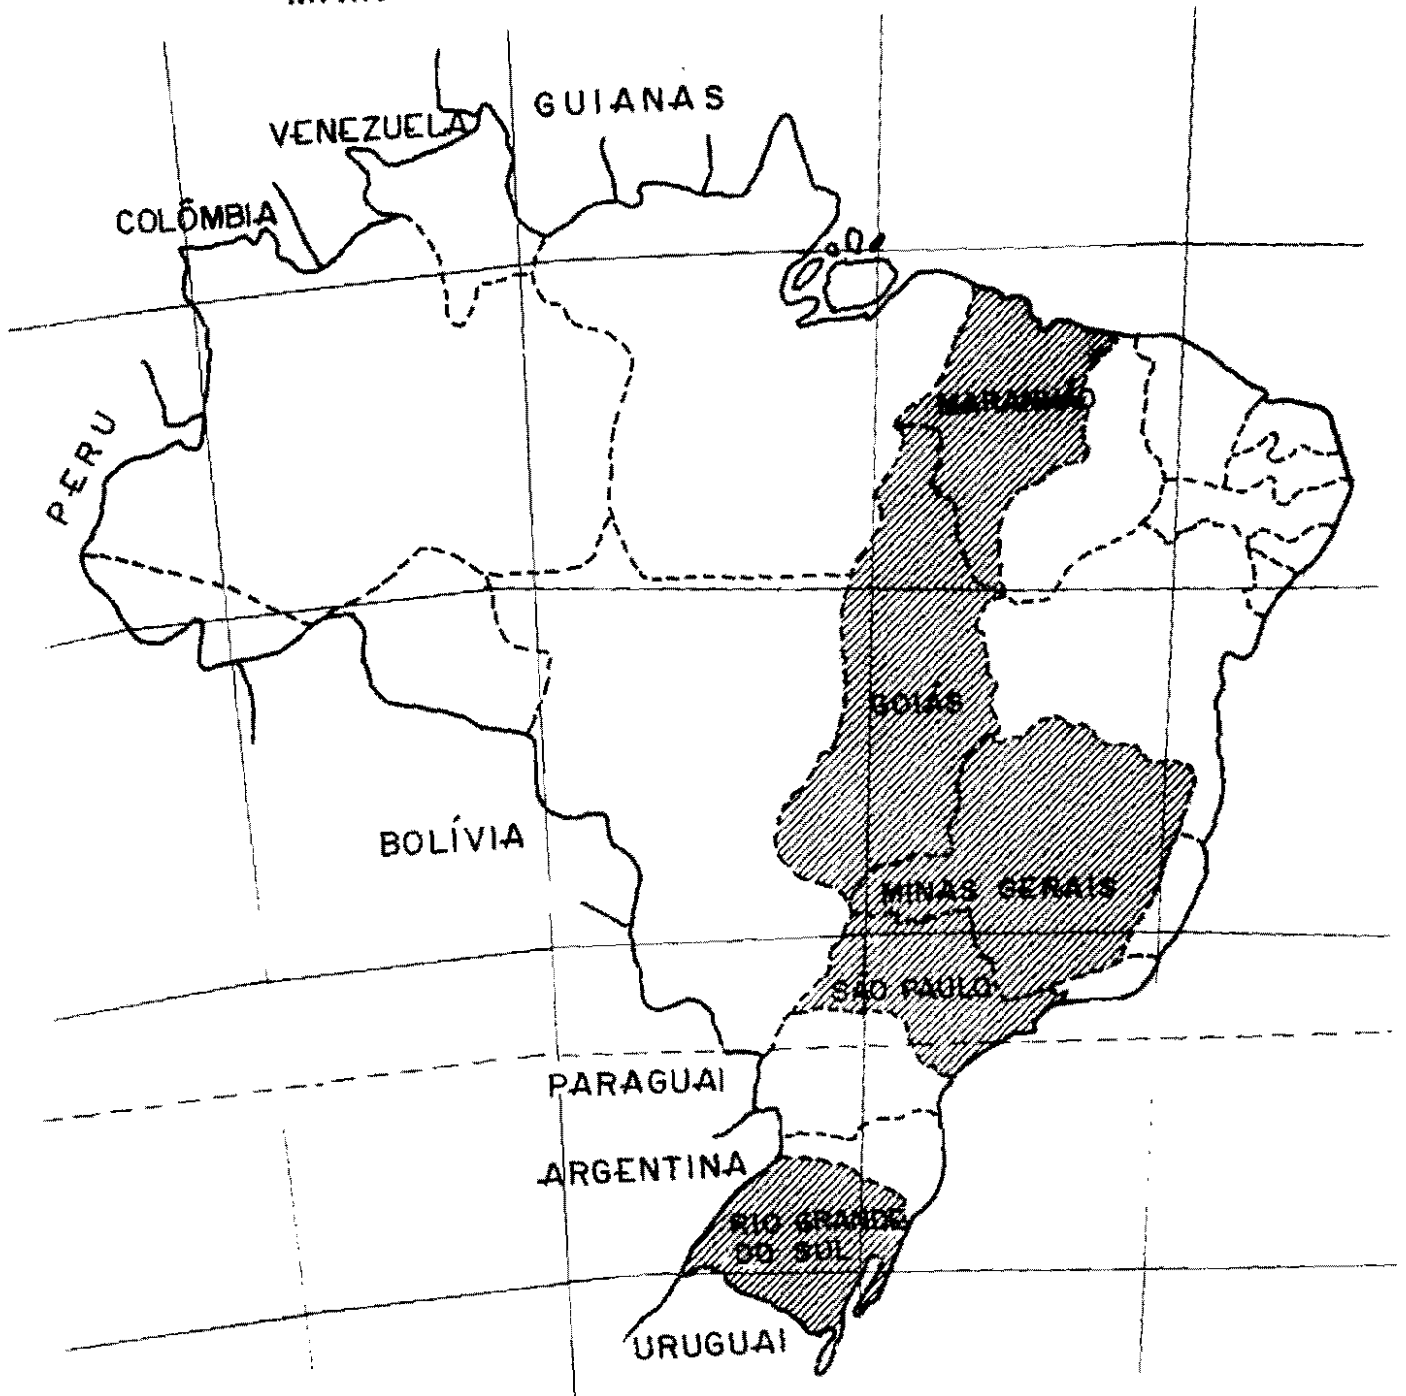 GUIANAS
VENEZUELA
COLÔMBIA
MARANHÃO
PERU
GOIÁS
BOLÍVIA
MINAS GERAIS
SÃO PAULO
PARAGUAI
ARGENTINA
RIO GRANDE
DO SUL
URUGUAI